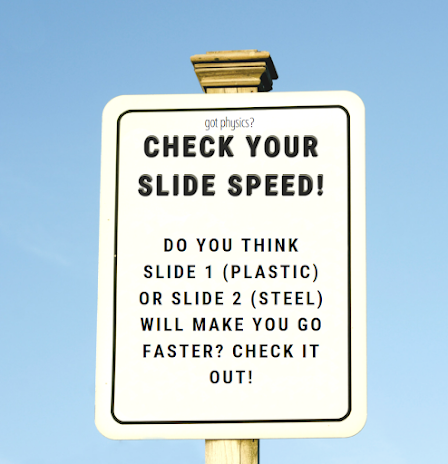 got physics?
CHECK YOUR
SLIDE SPEED!
DO YOU THINK
SLIDE 1 (PLASTIC)
OR SLIDE 2 (STEEL)
WILL MAKE YOU GO
FASTER? CHECK IT
OUT!